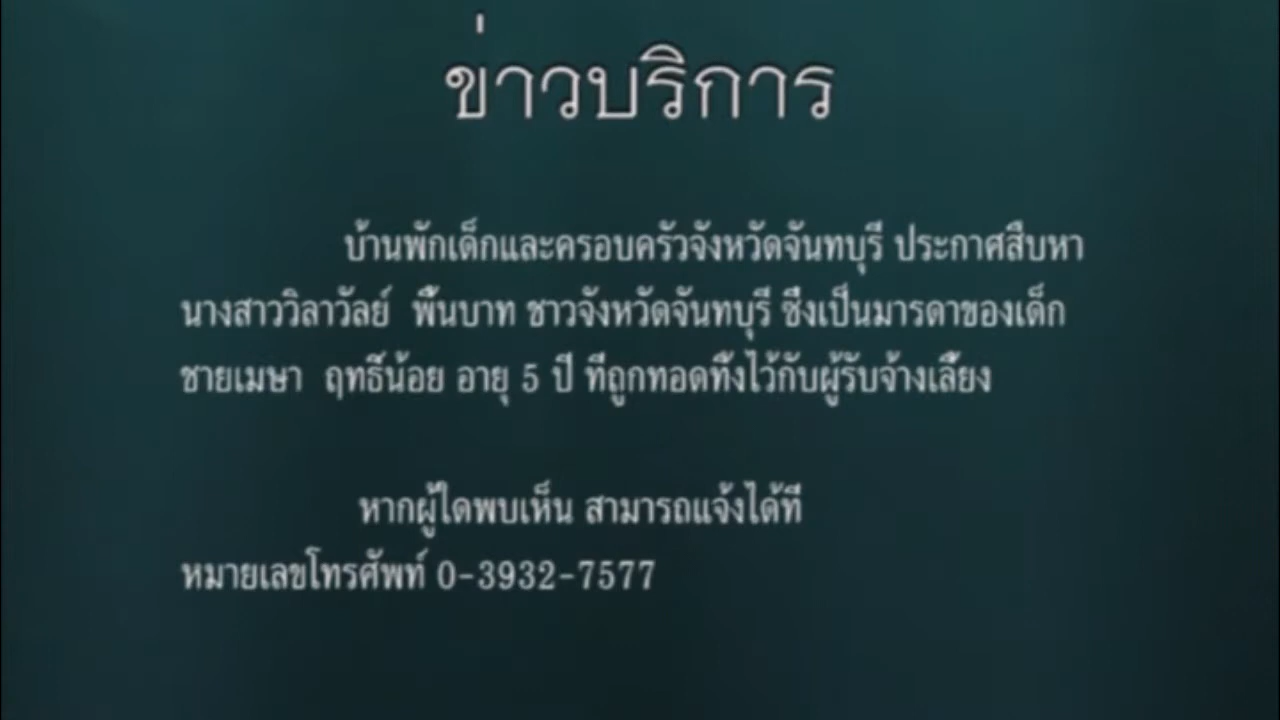 ข่าวบริการ
บ้านพักเด็กและครอบครัวจังหวัดจันทบุรี ประกาศสืบหา
นางสาววิลาวัลย์ พื้นบาท ชาวจังหวัดจันทบุรี ซึ่งเป็นมารดาของเด็ก
ชายเมษา ฤทธิ์น้อย อายุ 5 ปี ที่ถูกทอดทิ้งไว้กับผู้รับจ้างเลี้ยง
หากผู้ใดพบเห็น สามารถแจ้งได้ที่
หมายเลขโทรศัพท์ 0-3932-7577